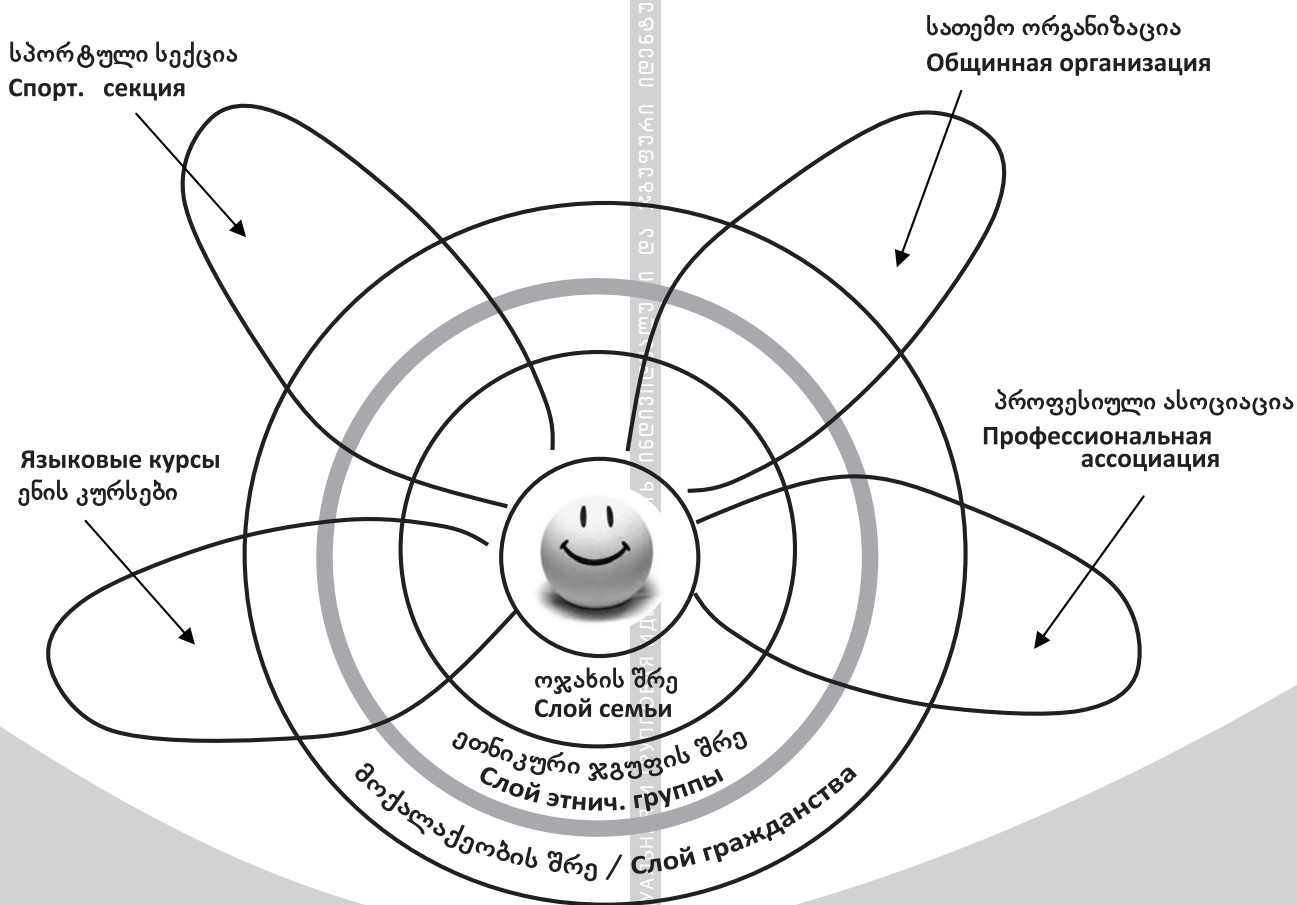 სპორტული სექცია
Спорт. секция
სათემო ორგანიზაცია
Общинная организация
პროფესიული ასოციაცია
Профессиональная
ассоциация
Языковые курсы
ენის კურსები
ოჯახის შრე
Слой семьи
ეთნიკური ჯგუფის შრე
Слой этнич. группы
მოქალაქეობის შრე / Слой гражданства